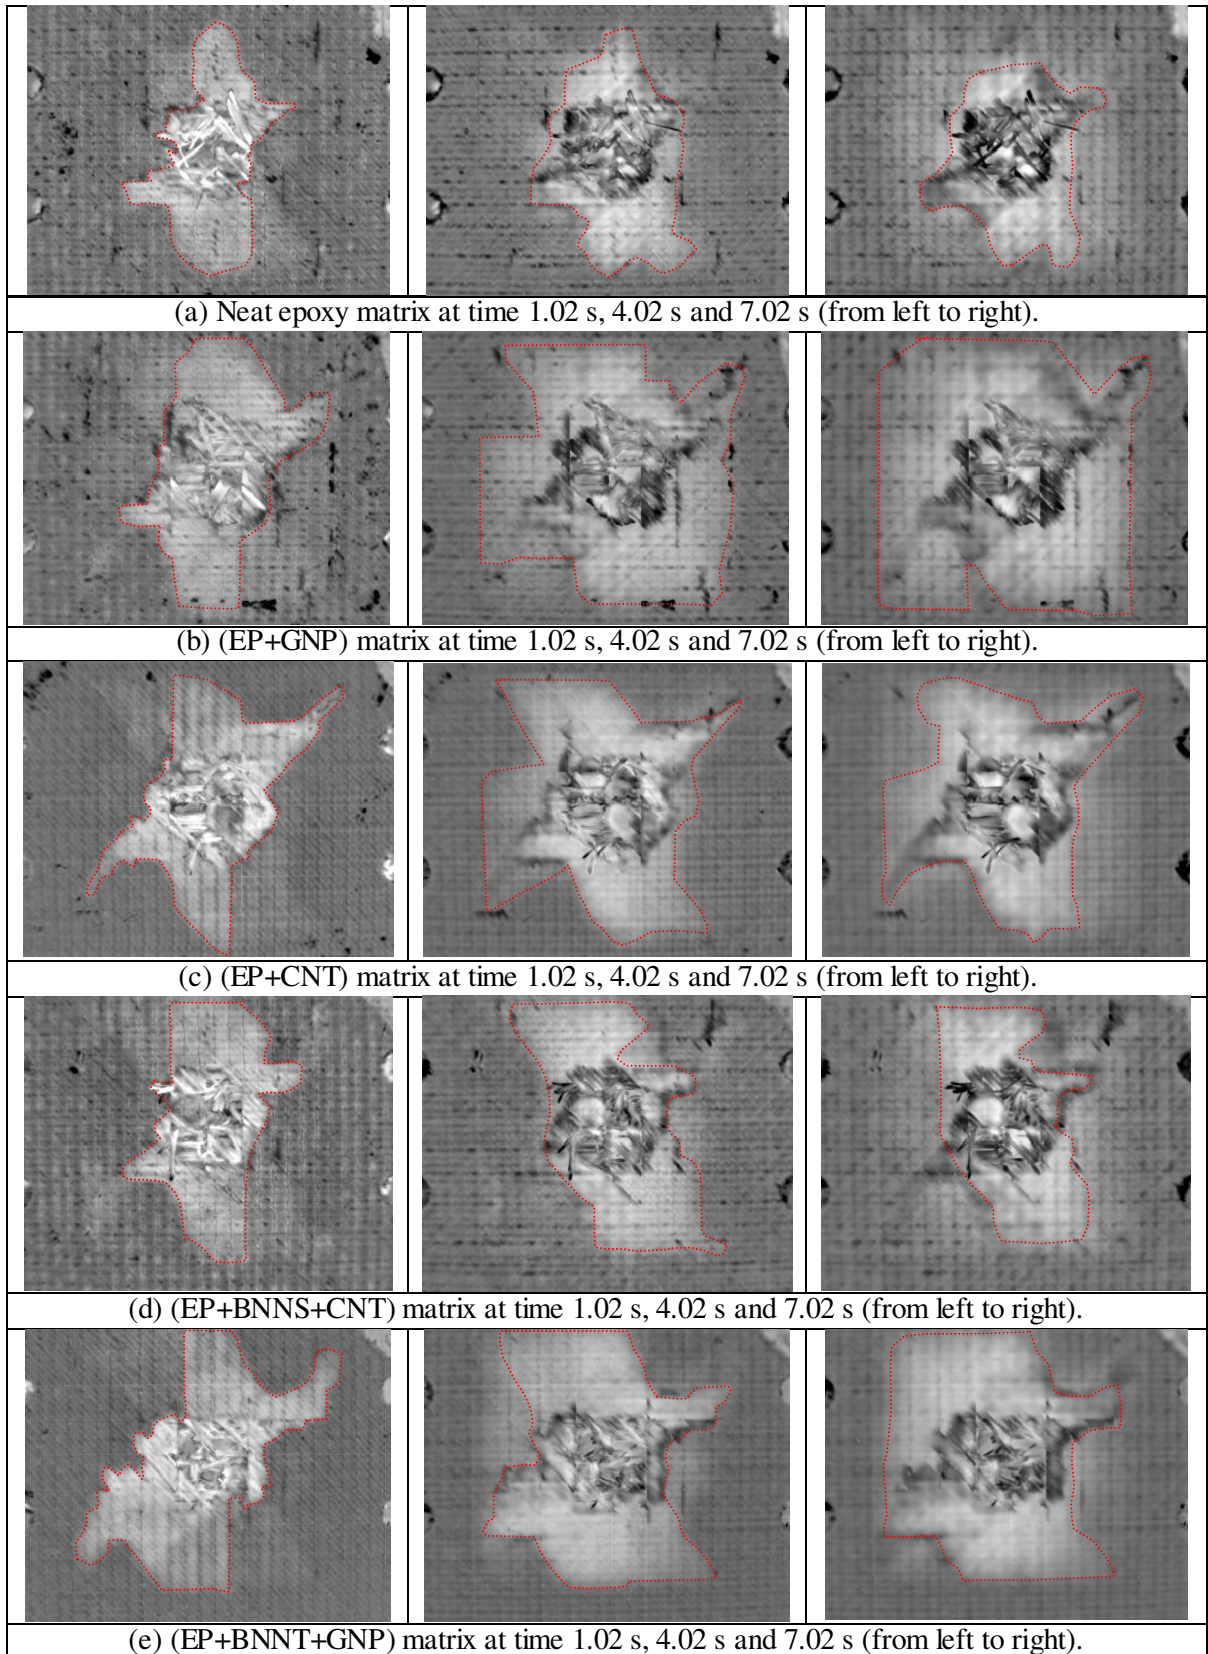 (a) Neat epoxy matrix at time 1.02 s, 4.02 s and 7.02 s (from left to right).
(b) (EP+GNP) matrix at time 1.02 s, 4.02 s and 7.02 s (from left to right).
(c) (EP+CNT) matrix at time 1.02 s, 4.02 s and 7.02 s (from left to right).
(d) (EP+BNNS+CNT) matrix at time 1.02 s, 4.02 s and 7.02 s (from left to right).
(e) (EP+BNNT+GNP) matrix at time 1.02 s, 4.02 s and 7.02 s (from left to right).